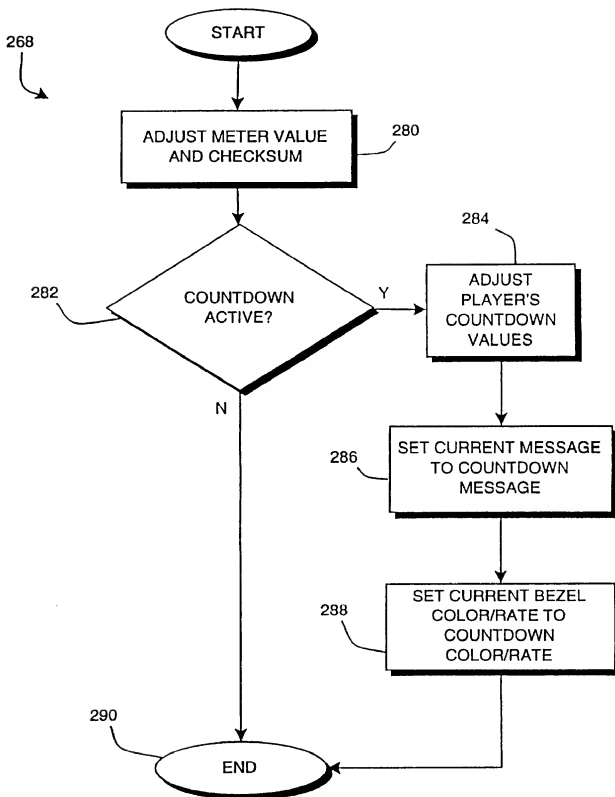 START
268
ADJUST METER VALUE
AND CHECKSUM
280
284
282
COUNTDOWN
ACTIVE?
Y
ADJUST
PLAYER'S
COUNTDOWN
VALUES
N
286
SET CURRENT MESSAGE
TO COUNTDOWN
MESSAGE
288
SET CURRENT BEZEL
COLOR/RATE TO
COUNTDOWN
COLOR/RATE
290
END